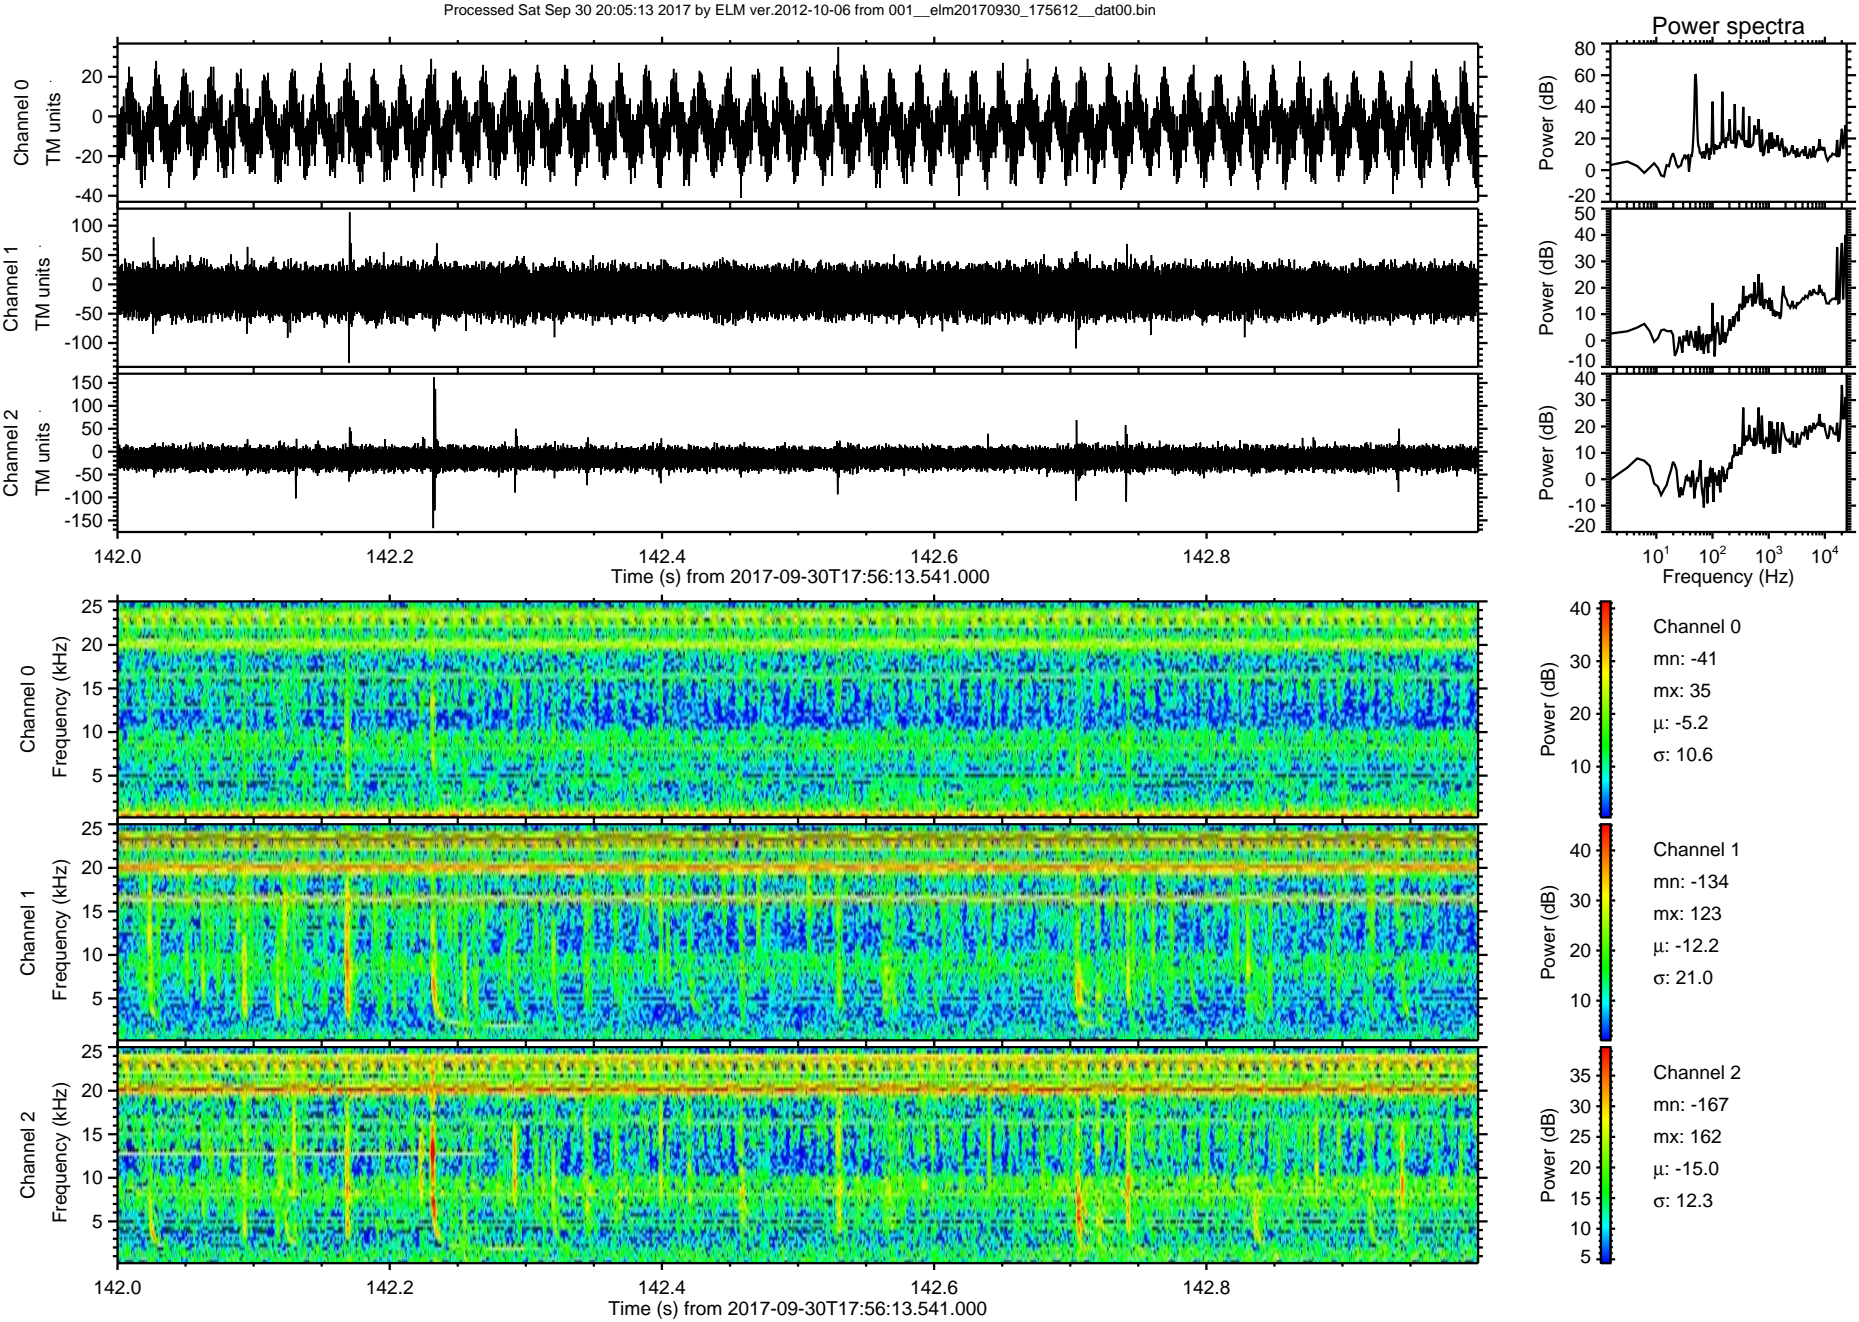 Processed Sat Sep 30 20:05:13 2017 by ELM ver.2012-10-06 from 001__elm20170930_175612__dat00.bin
Power spectra
Channel 0
TM units
20
0
-20
-40
Power (dB)
80
60
40
20
0
-20
Channel 1
TM units
100
50
0
-50
-100
Power (dB)
50
40
30
20
10
0
-10
Channel 2
TM units
150
100
50
0
-50
-100
-150
Power (dB)
40
30
20
10
0
-10
-20
142.0 142.2 142.4 142.6 142.8
Time (s) from 2017-09-30T17:56:13.541.000
10^1 10^2 10^3 10^4
Frequency (Hz)
Channel 0
Frequency (kHz)
25
20
15
10
5
Power (dB)
40
30
20
10
Channel 0
mn: -41
mx: 35
μ: -5.2
σ: 10.6
Channel 1
Frequency (kHz)
25
20
15
10
5
Power (dB)
40
30
20
10
Channel 1
mn: -134
mx: 123
μ: -12.2
σ: 21.0
Channel 2
Frequency (kHz)
25
20
15
10
5
Power (dB)
35
30
25
20
15
10
5
Channel 2
mn: -167
mx: 162
μ: -15.0
σ: 12.3
142.0 142.2 142.4 142.6 142.8
Time (s) from 2017-09-30T17:56:13.541.000